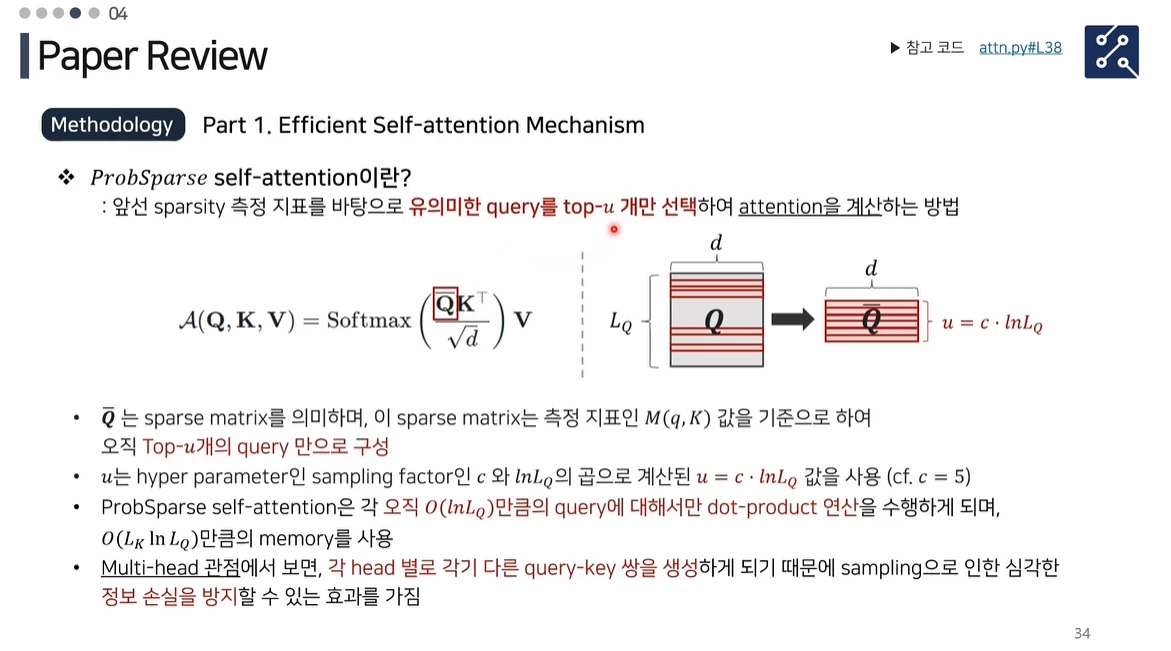 04
Paper Review
▶ 참고 코드 attn.py#L38
Methodology Part 1. Efficient Self-attention Mechanism
❖ ProbSparse self-attention이란?
: 앞선 sparsity 측정 지표를 바탕으로 유의미한 query를 top-u 개만 선택하여 attention을 계산하는 방법
A(Q, K, V) = Softmax(Q̅K⊤/√d)V
d
L_Q
Q
d
Q̅
u = c · lnL_Q
• Q̅ 는 sparse matrix를 의미하며, 이 sparse matrix는 측정 지표인 M(q, K) 값을 기준으로 하여
오직 Top-u개의 query 만으로 구성
• u는 hyper parameter인 sampling factor인 c 와 lnL_Q의 곱으로 계산된 u = c · lnL_Q 값을 사용 (cf. c = 5)
• ProbSparse self-attention은 각 오직 O(lnL_Q)만큼의 query에 대해서만 dot-product 연산을 수행하게 되며,
O(L_K ln L_Q)만큼의 memory를 사용
• Multi-head 관점에서 보면, 각 head 별로 각기 다른 query-key 쌍을 생성하게 되기 때문에 sampling으로 인한 심각한
정보 손실을 방지할 수 있는 효과를 가짐
34